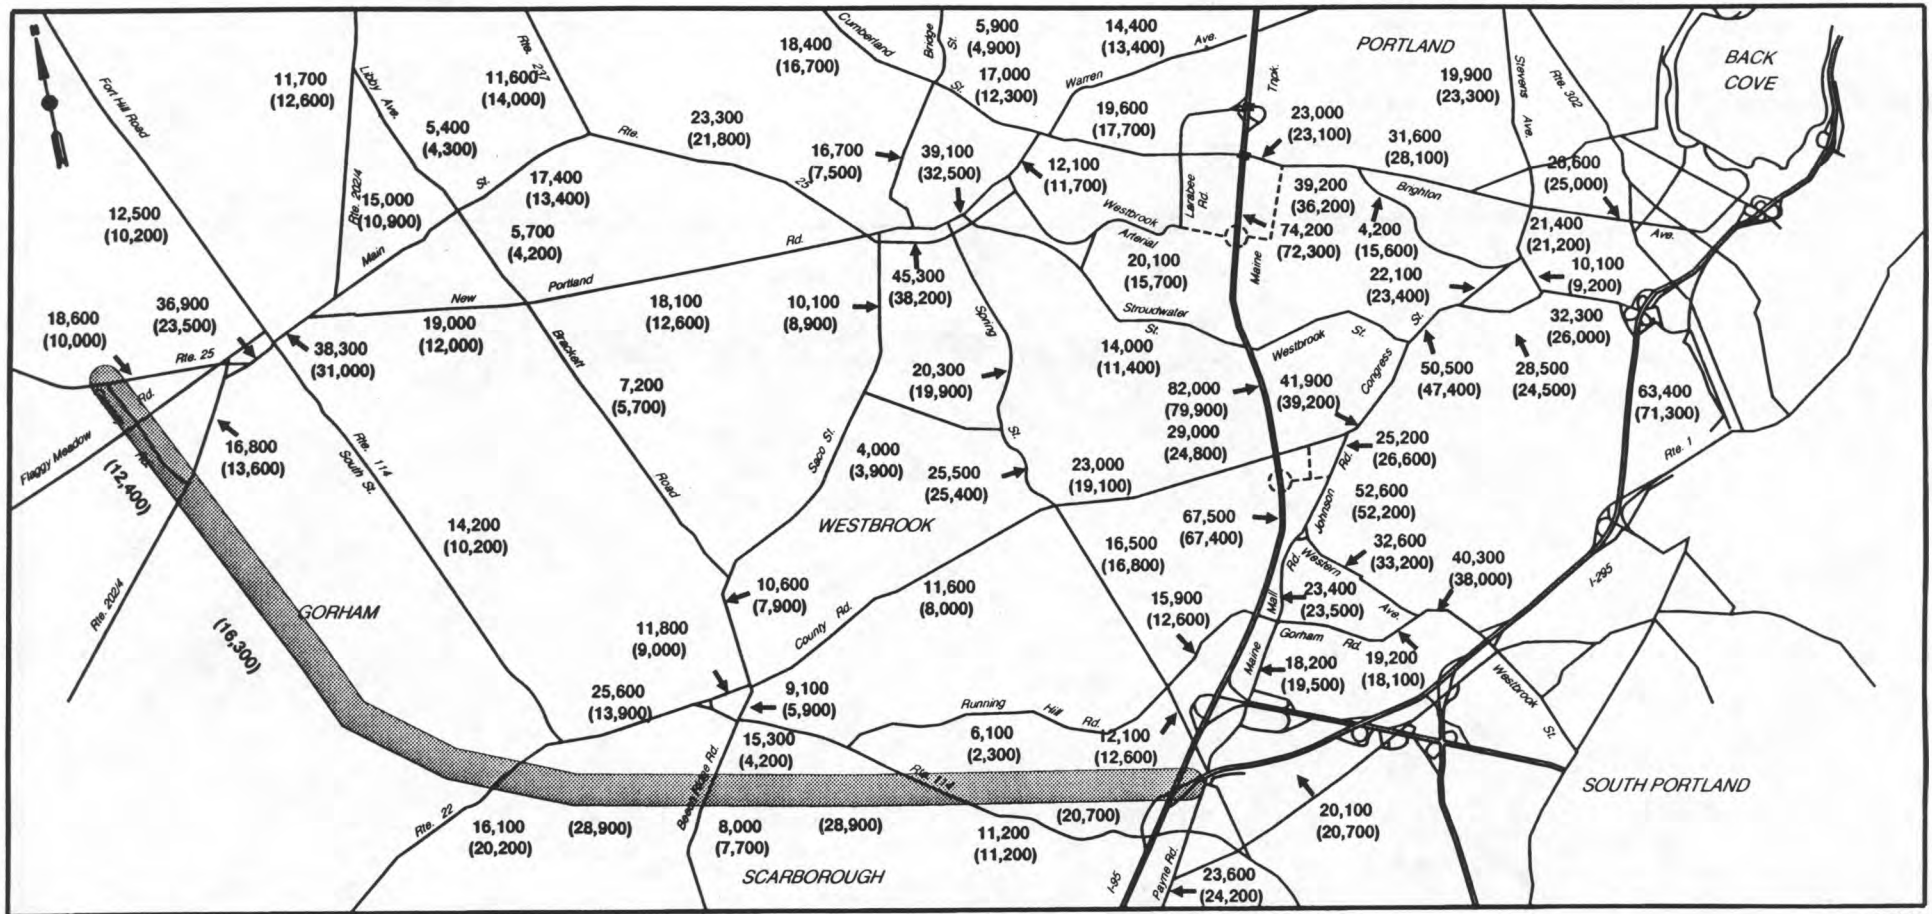 Cumberland
St.
Bridge
St.
5,900
(4,900)
14,400
(13,400)
Ave.
Warren
PORTLAND
BACK
COVE
Fort Hill Road
11,700
(12,600)
Libby Ave.
Rte. 237
11,600
(14,000)
18,400
(16,700)
17,000
(12,300)
Tnpk.
19,900
(23,300)
Stevens
Ave.
Rte. 302
5,400
(4,300)
Rte.
25
23,300
(21,800)
16,700
(7,500)
39,100
(32,500)
19,600
(17,700)
23,000
(23,100)
31,600
(28,100)
12,100
(11,700)
26,600
(25,000)
Rte. 202/4
15,000
(10,900)
St.
17,400
(13,400)
Larabee
Rd.
39,200
(36,200)
Brighton
Ave.
12,500
(10,200)
Main
5,700
(4,200)
Rd.
Westbrook
Arterial
74,200
(72,300)
4,200
(15,600)
21,400
(21,200)
20,100
(15,700)
Maine
22,100
(23,400)
10,100
(9,200)
18,600
(10,000)
36,900
(23,500)
New
Portland
45,300
(38,200)
10,100
(8,900)
Spring
St.
18,100
(12,600)
19,000
(12,000)
Stroudwater
St.
Westbrook
St.
St.
Congress
32,300
(26,000)
Rte. 25
38,300
(31,000)
Brackett
Road
14,000
(11,400)
20,300
(19,900)
82,000
(79,900)
41,900
(39,200)
50,500
(47,400)
28,500
(24,500)
63,400
(71,300)
7,200
(5,700)
Rd.
Flaggy Meadow
Rd.
16,800
(13,600)
(12,400)
Rte. 114
South St.
Saco St.
4,000
(3,900)
29,000
(24,800)
25,200
(26,600)
Rte. 1
25,500
(25,400)
23,000
(19,100)
Rd.
Johnson
52,600
(52,200)
14,200
(10,200)
WESTBROOK
67,500
(67,400)
16,500
(16,800)
Rd.
Mall
Maine
Western
Ave.
32,600
(33,200)
40,300
(38,000)
I-295
Rte. 202/4
GORHAM
(16,300)
10,600
(7,900)
11,600
(8,000)
15,900
(12,600)
23,400
(23,500)
11,800
(9,000)
County
Rd.
Gorham
Rd.
18,200
(19,500)
19,200
(18,100)
Westbrook
St.
25,600
(13,900)
9,100
(5,900)
Running
Hill
Rd.
15,300
(4,200)
6,100
(2,300)
12,100
(12,600)
Beech Ridge Rd.
Rte. 114
SOUTH PORTLAND
Rte. 22
16,100
(20,200)
(28,900)
8,000
(7,700)
(28,900)
(20,700)
11,200
(11,200)
20,100
(20,700)
SCARBOROUGH
I-95
Payne Rd.
23,600
(24,200)